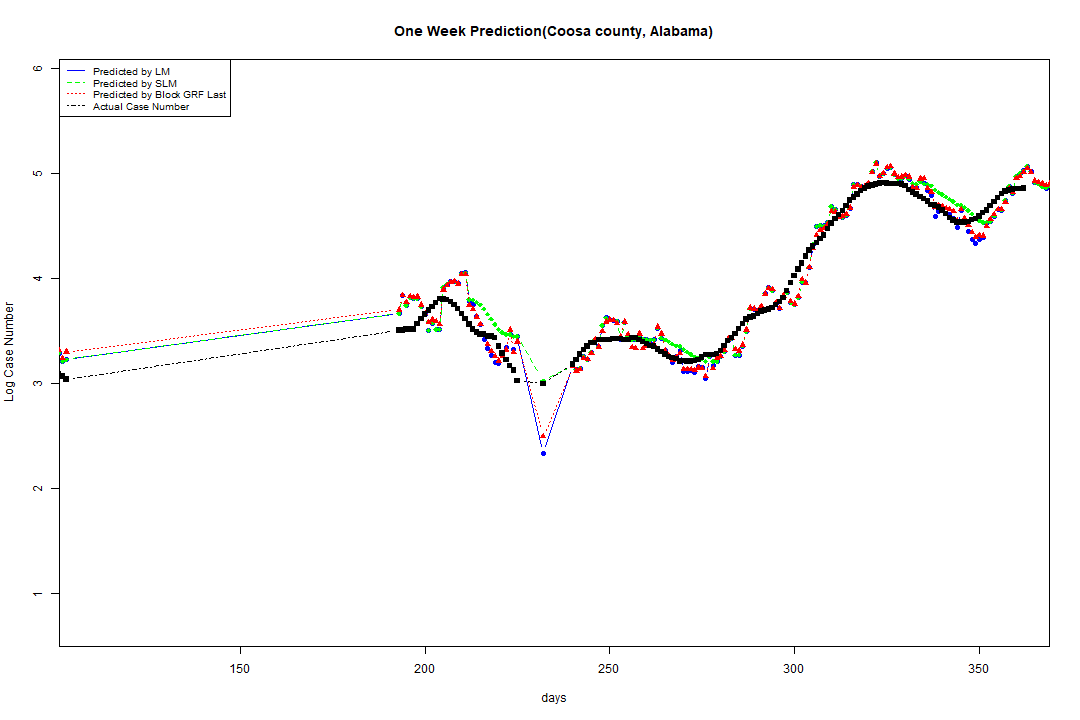 One Week Prediction(Coosa county, Alabama)
Predicted by LM
Predicted by SLM
Predicted by Block GRF Last
Actual Case Number
6
5
4
3
2
1
Log Case Number
150 200 250 300 350
days